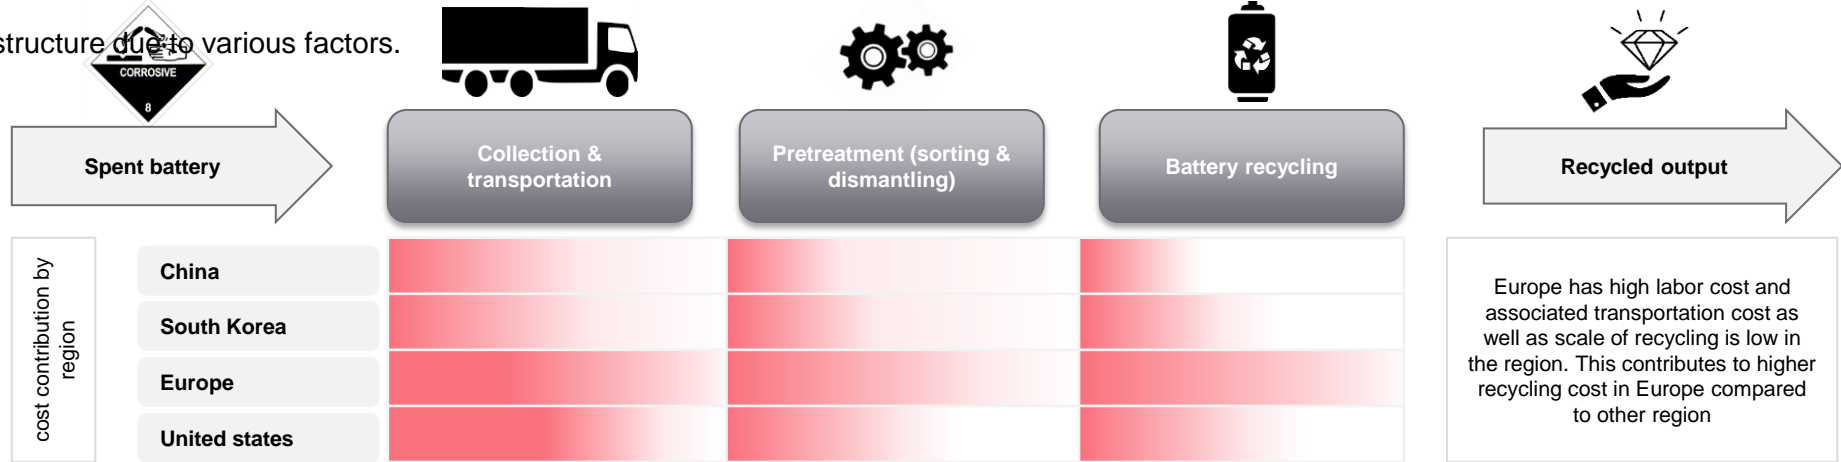 structure due to various factors.
CORROSIVE
8
Spent battery
Collection &
transportation
Pretreatment (sorting &
dismantling)
Battery recycling
Recycled output
cost contribution by
region
China
South Korea
Europe
United states
Europe has high labor cost and
associated transportation cost as
well as scale of recycling is low in
the region. This contributes to higher
recycling cost in Europe compared
to other region